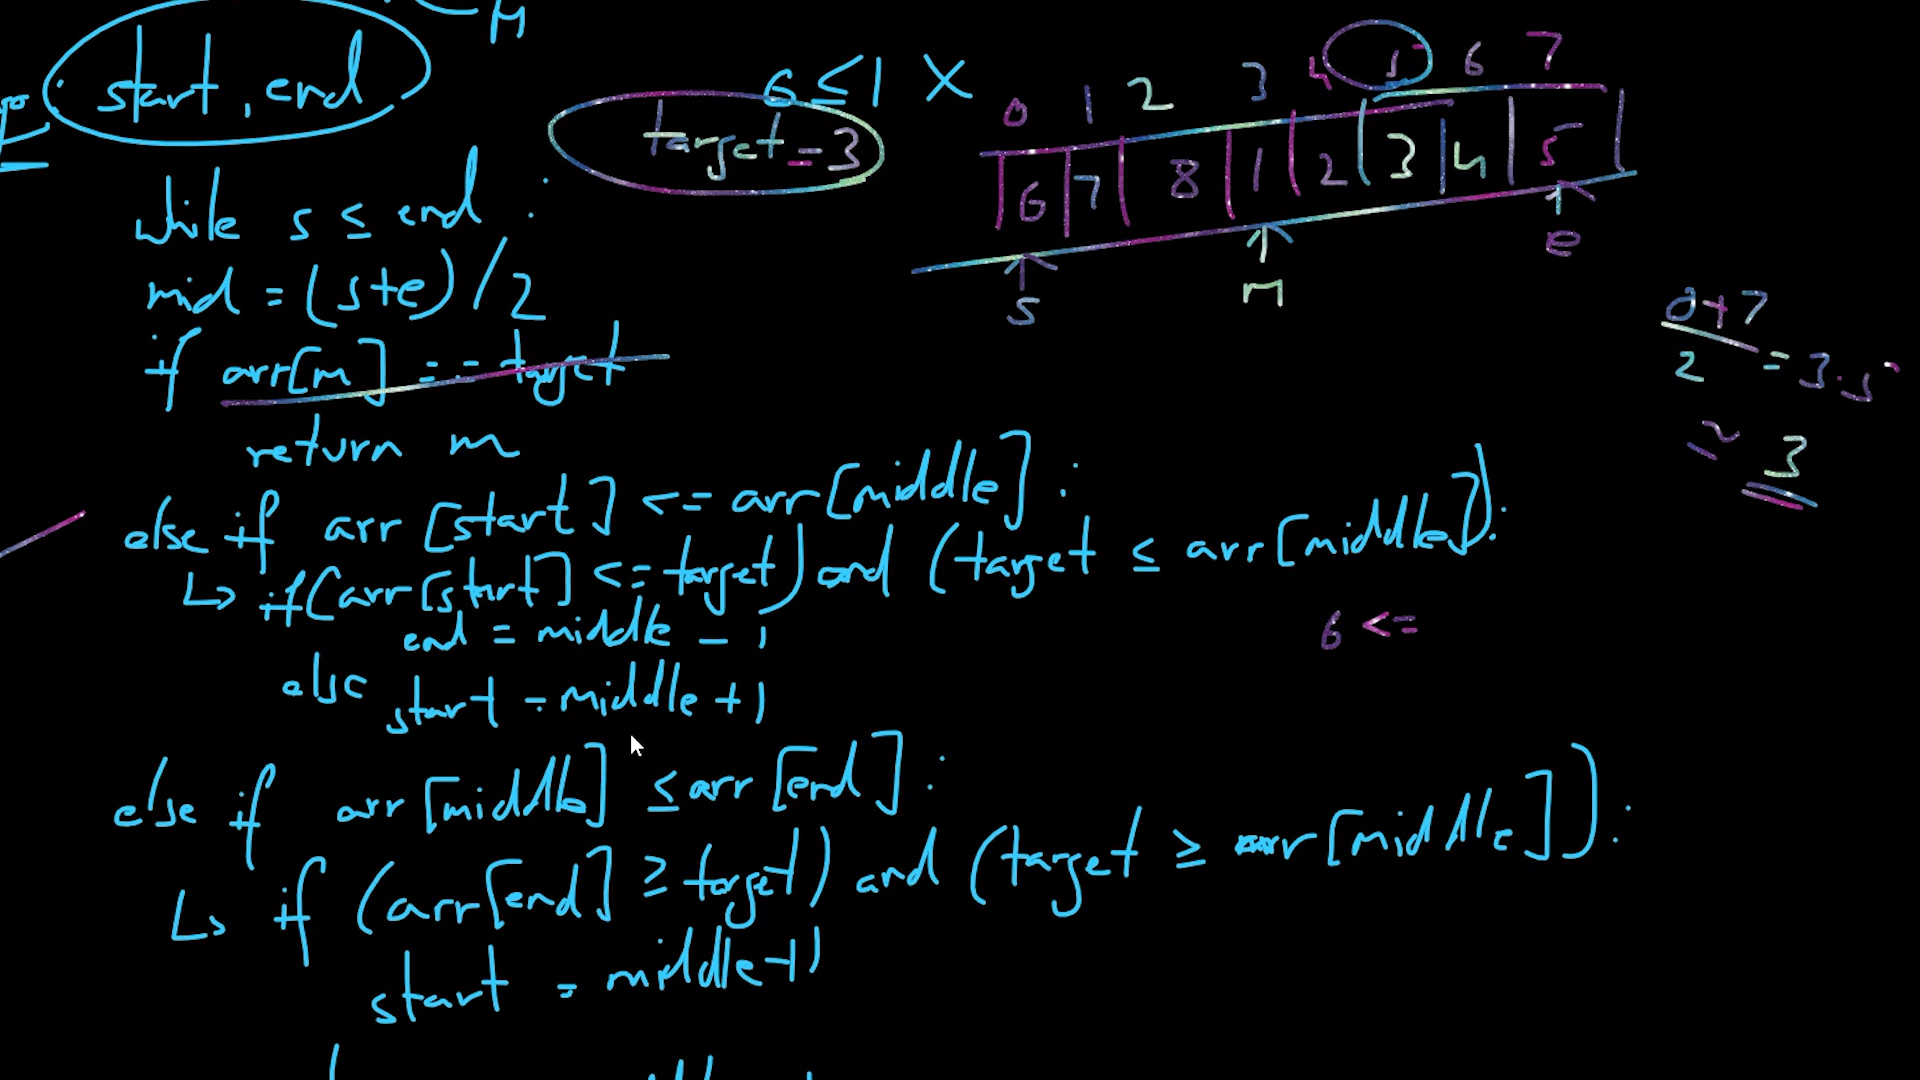 M
start, end
while s ≤ end :
mid = (s+e)/2
if arr[m] == target
return m
else if arr [start] <= arr[middle] :
↳ if(arr[start] <= target) and (target ≤ arr[middle]):
end = middle - 1
else start = middle + 1
else if arr [middle] ≤ arr [end] :
↳ if (arr[end] ≥ target) and (target ≥ arr[middle]) :
start = middle+1
6 ≤ 1 X
target = 3
0 1 2 3 4 5 6 7
6 7 8 1 2 3 4 5
S M e
0+7
2 = 3.5
≈ 3
6 <=